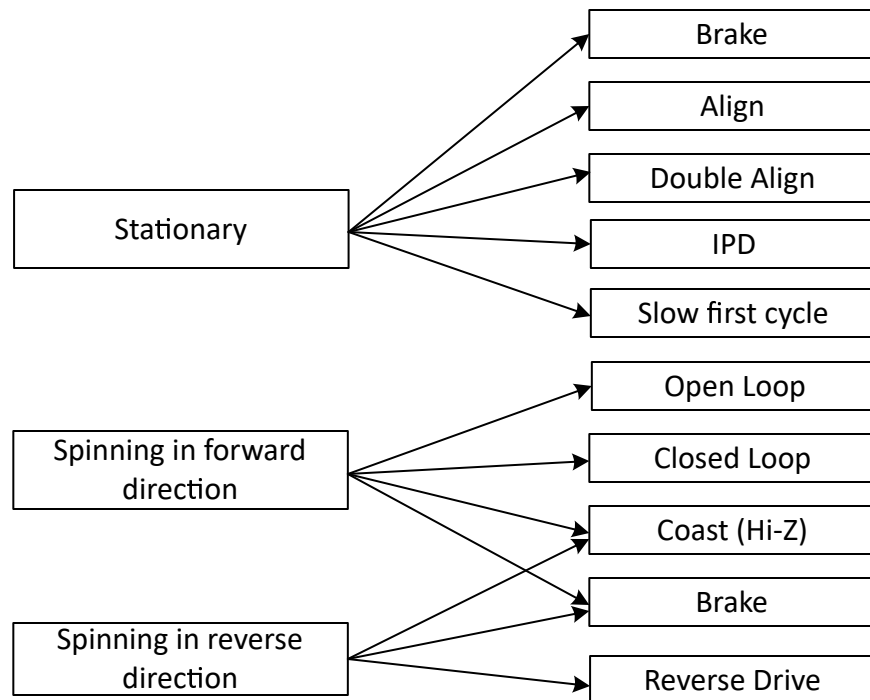 Brake
Align
Double Align
Stationary
IPD
Slow first cycle
Open Loop
Spinning in forward
direction
Closed Loop
Coast (Hi-Z)
Brake
Spinning in reverse
direction
Reverse Drive